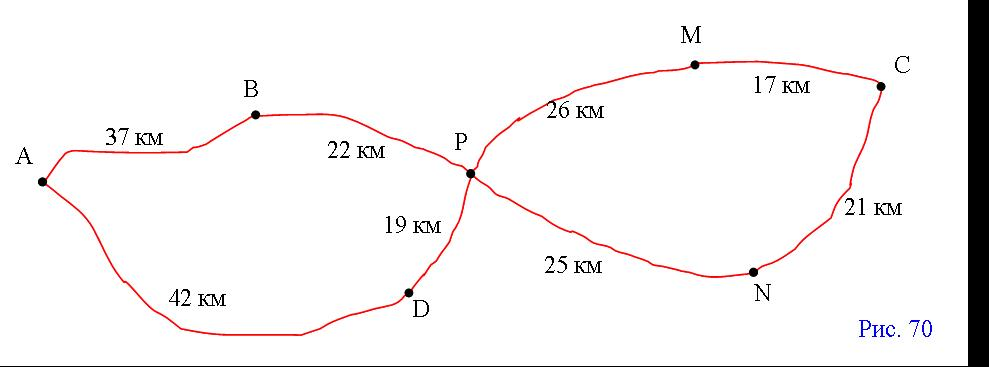 M
C
B
17 км
26 км
37 км
22 км
P
A
21 км
19 км
25 км
N
42 км
D
Рис. 70